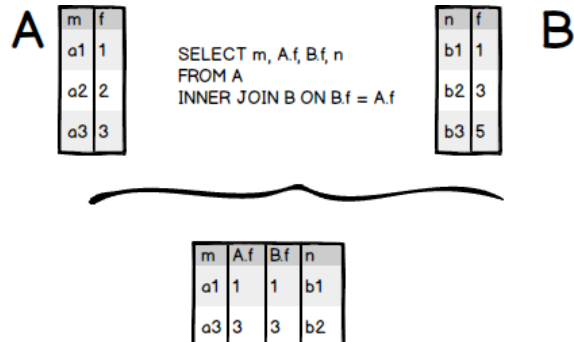 A
m f
a1 1
a2 2
a3 3
SELECT m, A.f, B.f, n
FROM A
INNER JOIN B ON B.f = A.f
n f
b1 1
b2 3
b3 5
B
m A.f B.f n
a1 1 1 b1
a3 3 3 b2